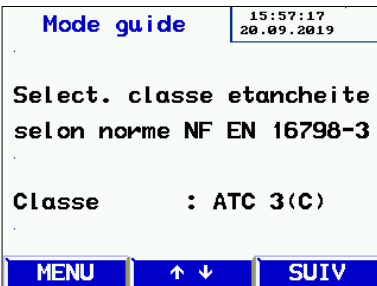 Mode guide
15:57:17
20.09.2019
Select. classe etancheite
selon norme NF EN 16798-3
Classe : ATC 3(C)
MENU ↑ ↓ SUIV